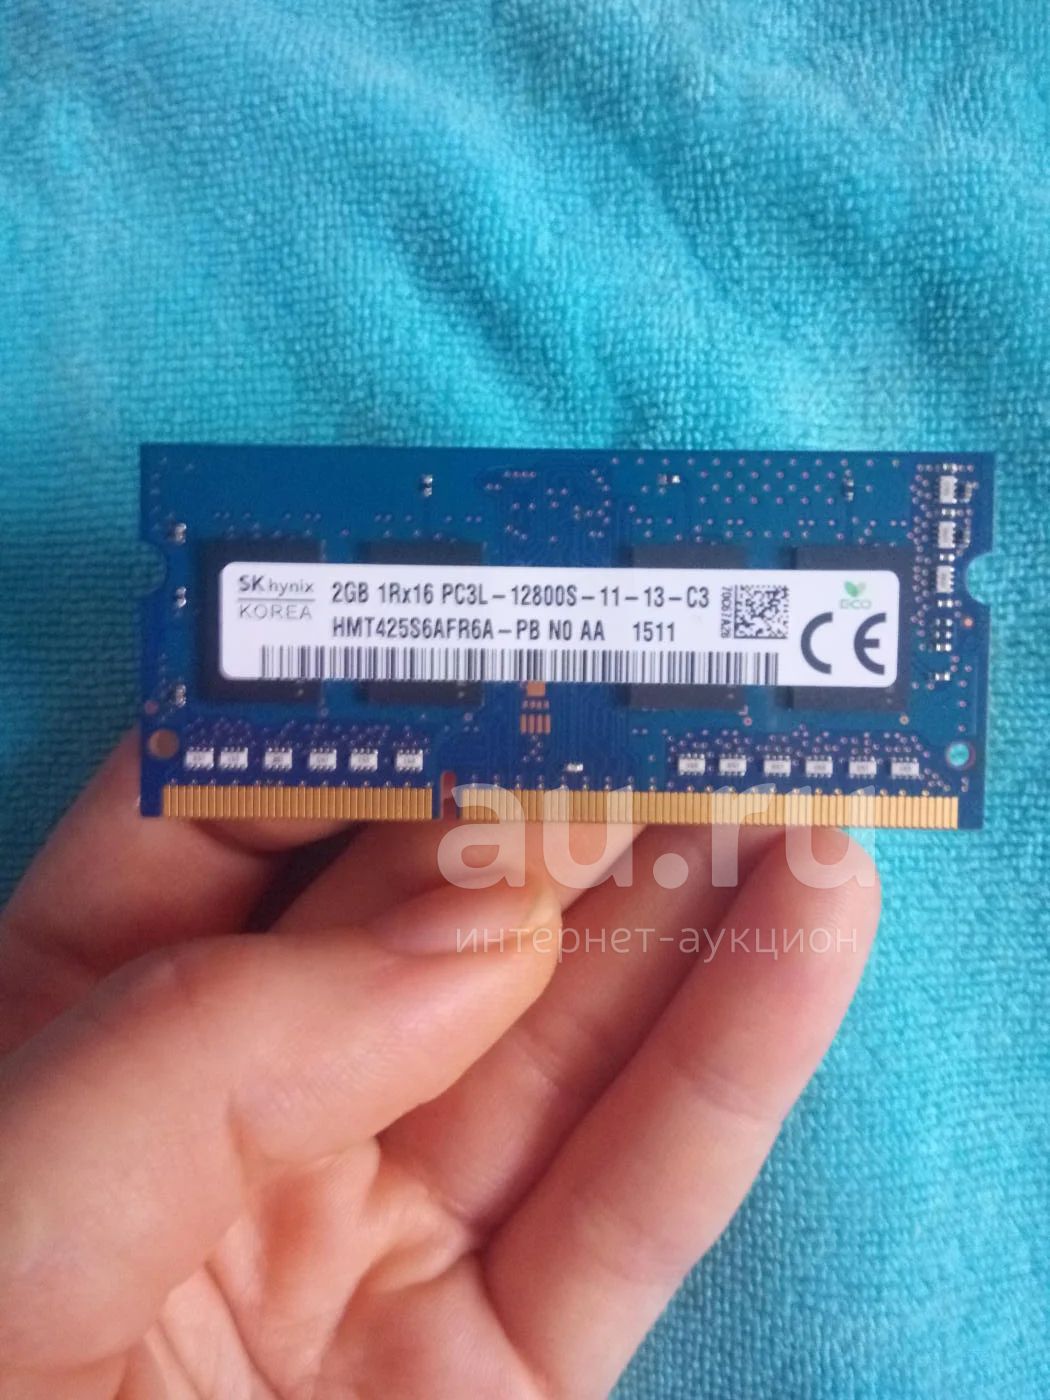 SK hynix
KOREA
2GB 1Rx16 PC3L-12800S-11-13-C3
HMT425S6AFR6A-PB N0 AA 1511
ECO
CE
au.ru
интернет-аукцион